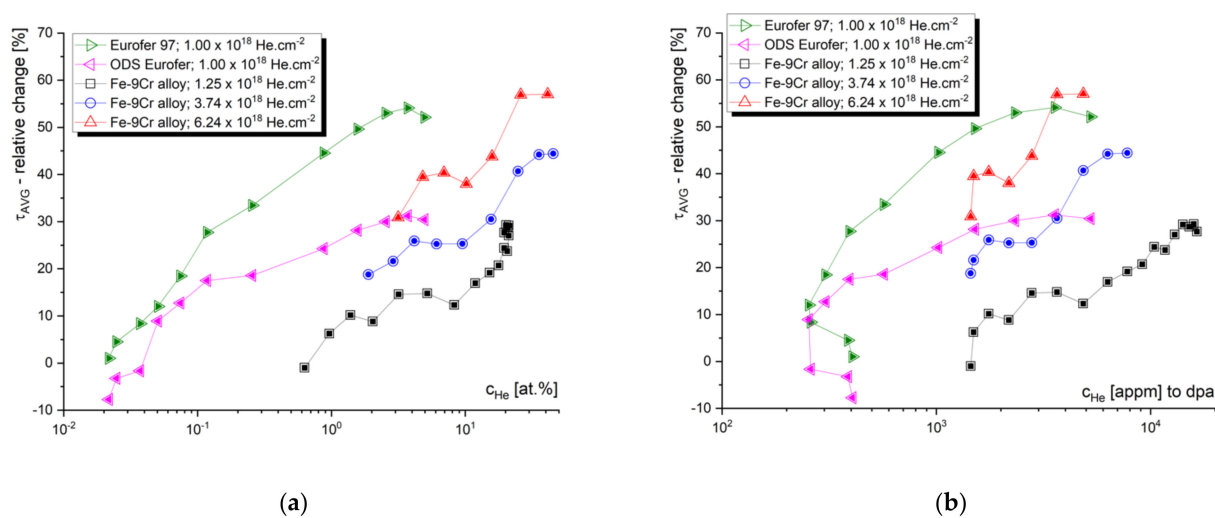 70
60
50
40
30
20
10
0
-10
τAVG - relative change [%]
Eurofer 97; 1.00 x 10¹⁸ He.cm⁻²
ODS Eurofer; 1.00 x 10¹⁸ He.cm⁻²
Fe-9Cr alloy; 1.25 x 10¹⁸ He.cm⁻²
Fe-9Cr alloy; 3.74 x 10¹⁸ He.cm⁻²
Fe-9Cr alloy; 6.24 x 10¹⁸ He.cm⁻²
cHe [at.%]
10⁻² 10⁻¹ 10⁰ 10¹
(a)
70
60
50
40
30
20
10
0
-10
τAVG - relative change [%]
Eurofer 97; 1.00 x 10¹⁸ He.cm⁻²
ODS Eurofer; 1.00 x 10¹⁸ He.cm⁻²
Fe-9Cr alloy; 1.25 x 10¹⁸ He.cm⁻²
Fe-9Cr alloy; 3.74 x 10¹⁸ He.cm⁻²
Fe-9Cr alloy; 6.24 x 10¹⁸ He.cm⁻²
cHe [appm] to dpa
10² 10³ 10⁴
(b)